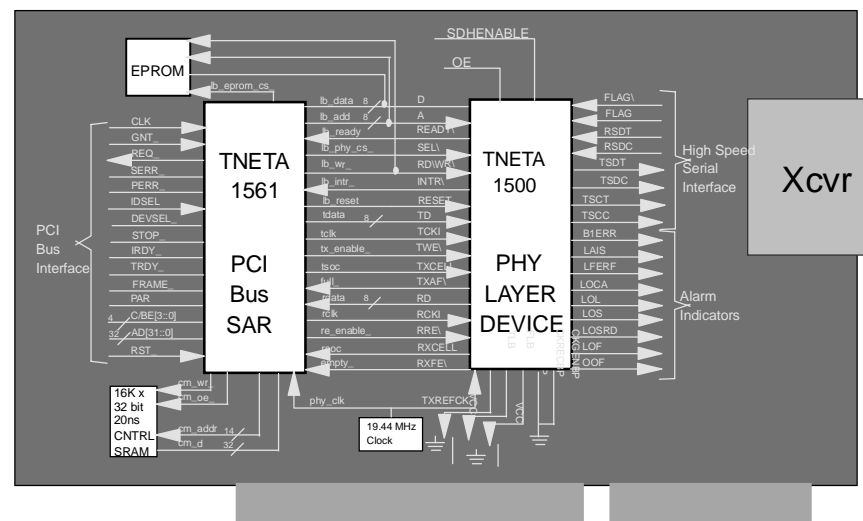 SDHENABLE
OE
EPROM
lb_eprom_cs_
CLK
GNT_
REQ_
SERR_
PERR_
IDSEL
DEVSEL_
STOP_
IRDY_
TRDY_
FRAME_
PAR
4 C/BE[3::0]
32 AD[31::0]
RST_
PCI
Bus
Interface
TNETA
1561
PCI
Bus
SAR
lb_data 8 D
lb_add 8 A
lb_ready READY\
lb_phy_cs_ SEL\
lb_wr_ RD\WR\
lb_intr_ INTR\
lb_reset RESET
tdata 8 TD
tclk TCKI
tx_enable_ TWE\
tsoc TXCELL
full_ TXAF\
rdata 8 RD
rclk RCKI
re_enable_ RRE\
rsoc RXCELL
empty_ RXFE\
phy_clk TXREFCK
TNETA
1500
PHY
LAYER
DEVICE
FLAG\
FLAG
RSDT
RSDC
TSDT
TSDC
TSCT
TSCC
B1ERR
LAIS
LFERF
LOCA
LOL
LOS
LOSRD
LOF
OOF
High Speed
Serial
Interface
Alarm
Indicators
Xcvr
cm_wr_
cm_oe_
cm_addr 14
cm_d 32
16K x
32 bit
20ns
CNTRL
SRAM
19.44 MHz
Clock
VCC